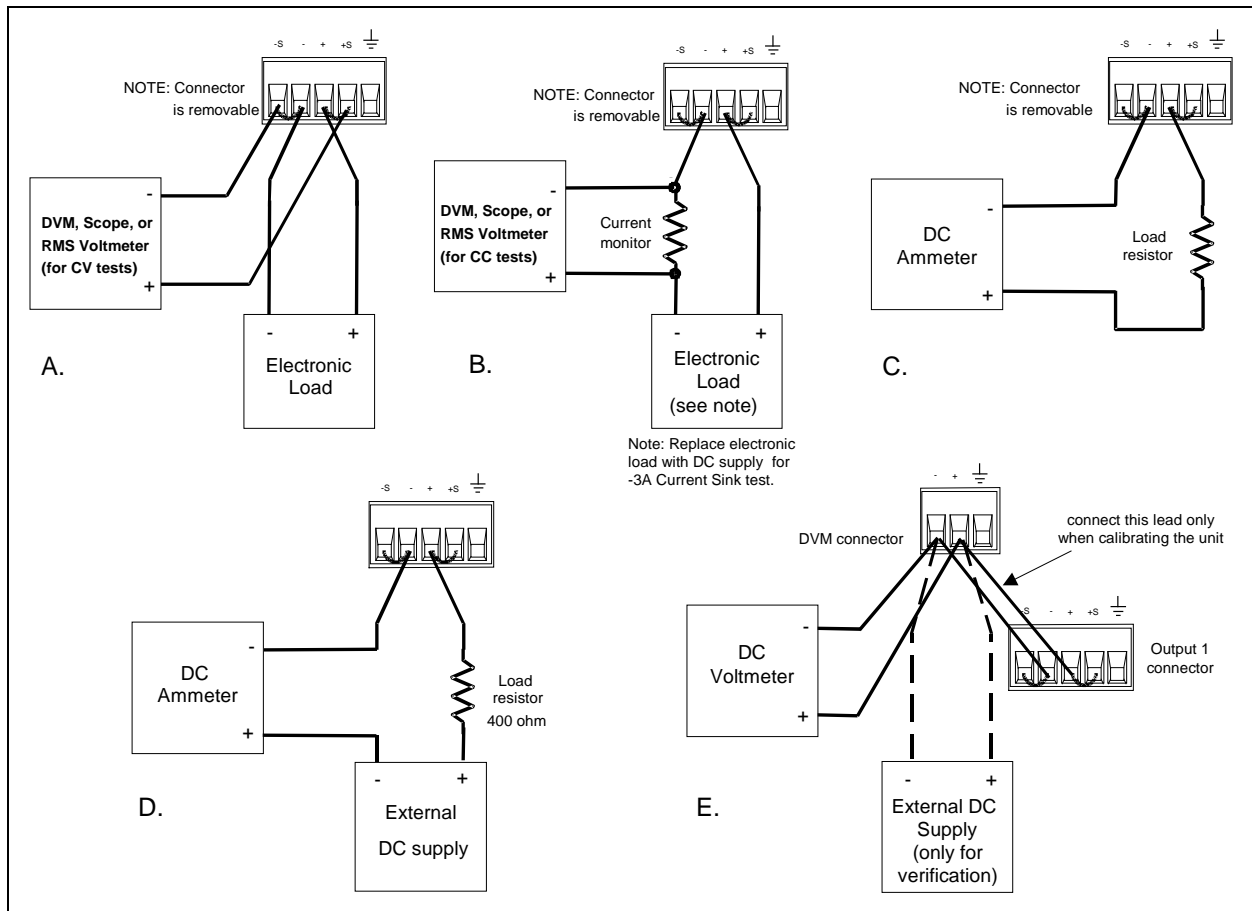 -S - + +S
NOTE: Connector
is removable
-
DVM, Scope, or
RMS Voltmeter
(for CV tests)
+
- +
Electronic
Load
A.
-S - + +S
NOTE: Connector
is removable
-
DVM, Scope, or
RMS Voltmeter
(for CC tests)
+
Current
monitor
- +
Electronic
Load
(see note)
Note: Replace electronic
load with DC supply for
-3A Current Sink test.
B.
-S - + +S
NOTE: Connector
is removable
-
DC
Ammeter
+
Load
resistor
C.
-S - + +S
-
DC
Ammeter
+
Load
resistor
400 ohm
- +
External
DC supply
D.
- +
DVM connector
connect this lead only
when calibrating the unit
-S - + +S
Output 1
connector
-
DC
Voltmeter
+
- +
External DC
Supply
(only for
verification)
E.